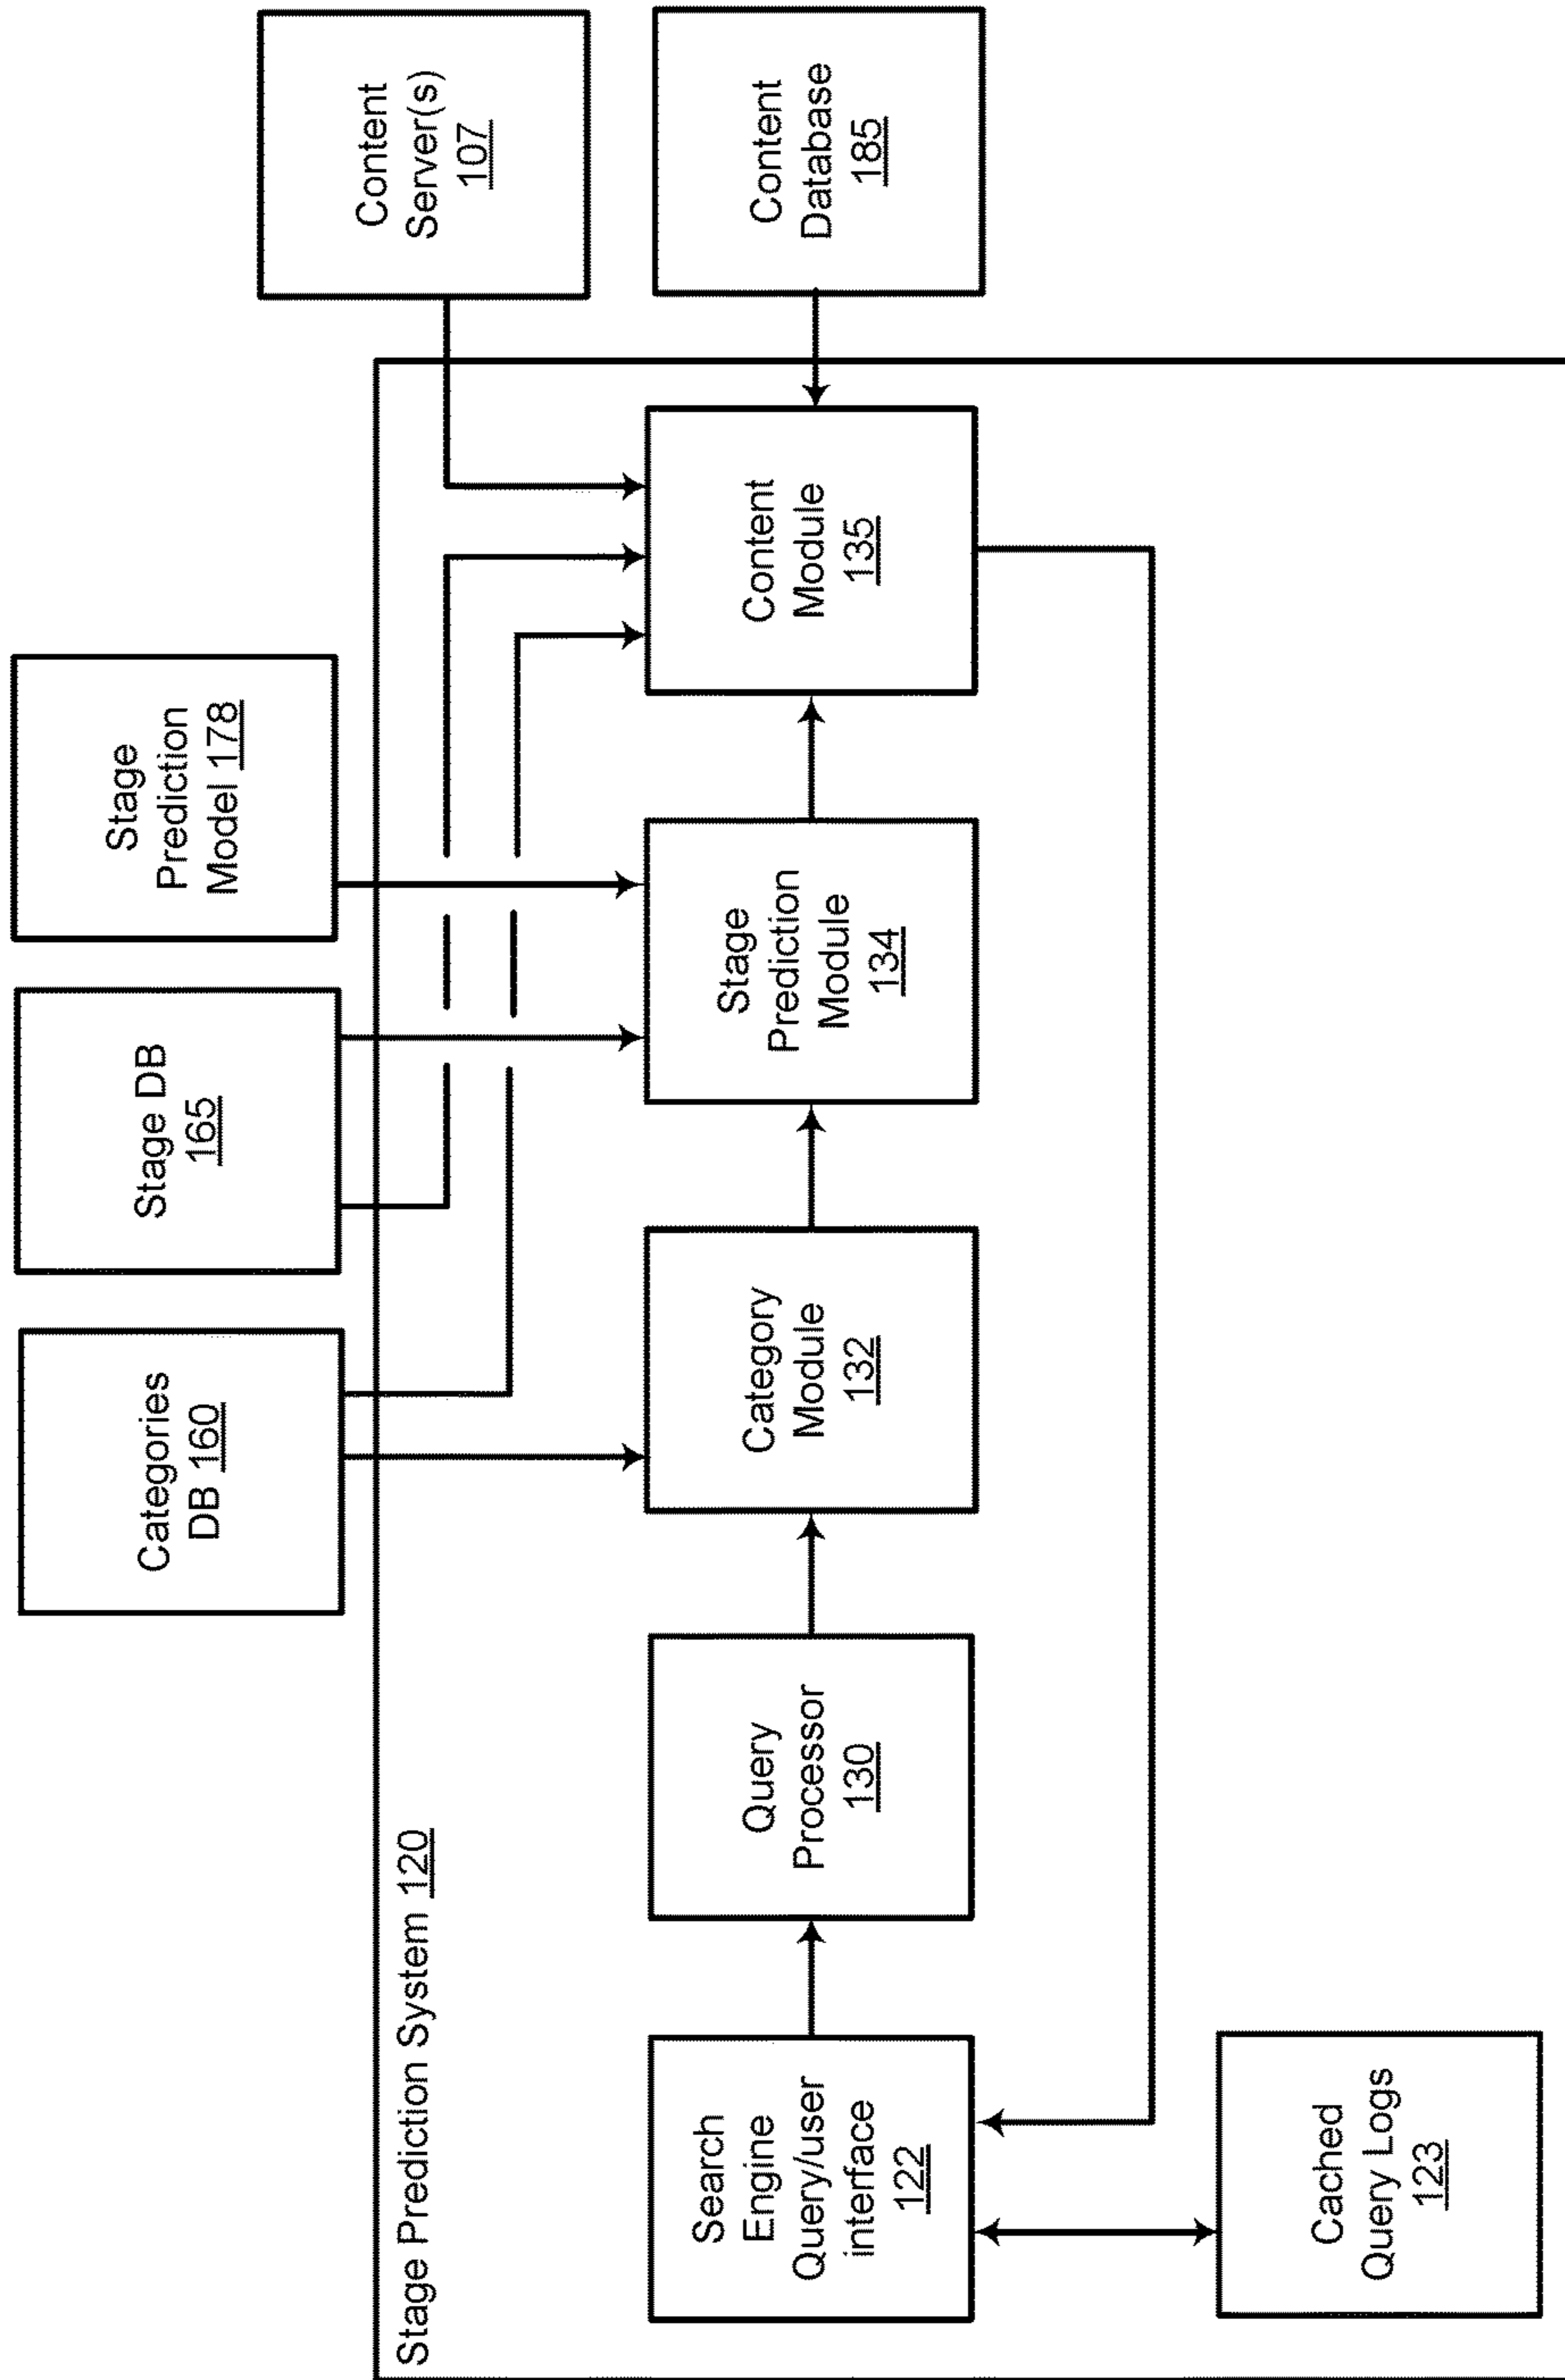 Categories
DB 160
Stage DB
165
Stage
Prediction
Model 178
Content
Server(s)
107
Stage Prediction System 120
Search
Engine
Query/user
interface
122
Query
Processor
130
Category
Module
132
Stage
Prediction
Module
134
Content
Module
135
Content
Database
185
Cached
Query Logs
123